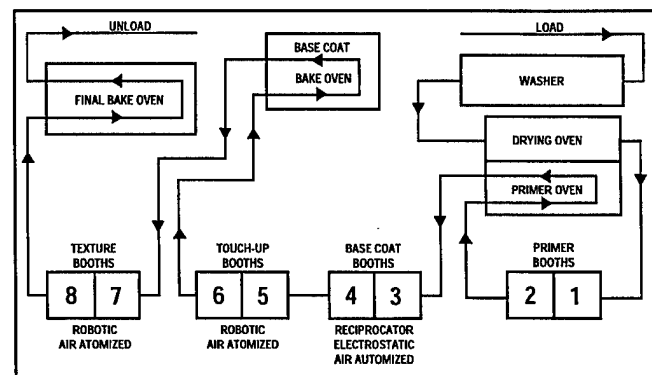 UNLOAD
LOAD
BASE COAT
BAKE OVEN
WASHER
FINAL BAKE OVEN
DRYING OVEN
PRIMER OVEN
TEXTURE
BOOTHS
8 7
ROBOTIC
AIR ATOMIZED
TOUCH-UP
BOOTHS
6 5
ROBOTIC
AIR ATOMIZED
BASE COAT
BOOTHS
4 3
RECIPROCATOR
ELECTROSTATIC
AIR AUTOMIZED
PRIMER
BOOTHS
2 1